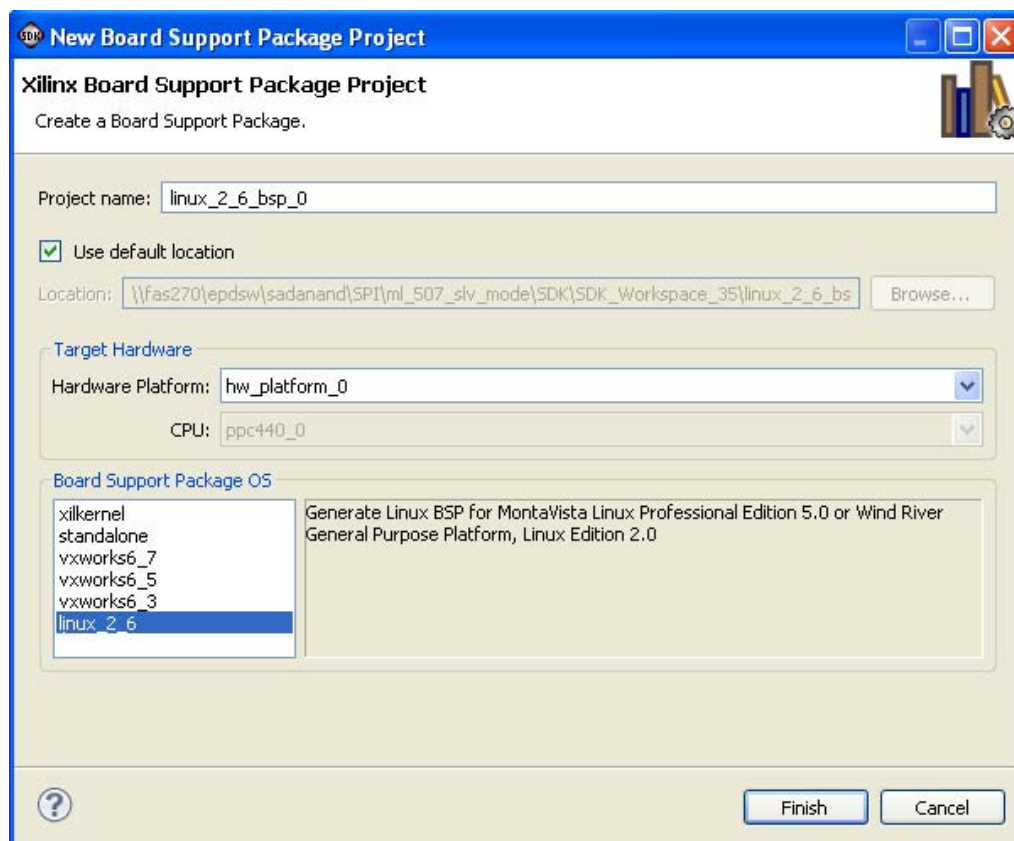 SDK New Board Support Package Project
Xilinx Board Support Package Project
Create a Board Support Package.
Project name: linux_2_6_bsp_0
Use default location
Location: \\fas270\epdsw\sadanand\SPI\ml_507_slv_mode\SDK\SDK_Workspace_35\linux_2_6_bs Browse...
Target Hardware
Hardware Platform: hw_platform_0
CPU: ppc440_0
Board Support Package OS
xilkernel
standalone
vxworks6_7
vxworks6_5
vxworks6_3
linux_2_6
Generate Linux BSP for MontaVista Linux Professional Edition 5.0 or Wind River
General Purpose Platform, Linux Edition 2.0
? Finish Cancel